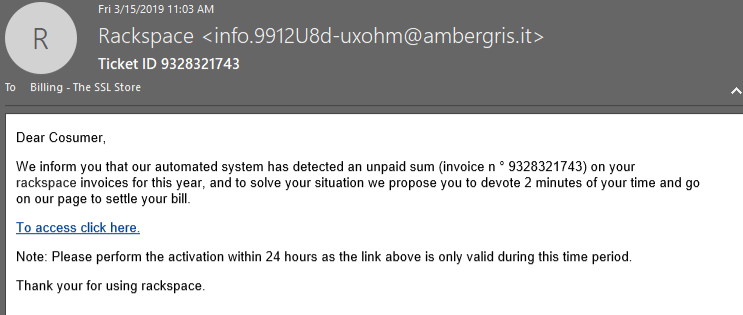 Fri 3/15/2019 11:03 AM
R
Rackspace <info.9912U8d-uxohm@ambergris.it>
Ticket ID 9328321743
To Billing - The SSL Store
Dear Cosumer,
We inform you that our automated system has detected an unpaid sum (invoice n ° 9328321743) on your
rackspace invoices for this year, and to solve your situation we propose you to devote 2 minutes of your time and go
on our page to settle your bill.
To access click here.
Note: Please perform the activation within 24 hours as the link above is only valid during this time period.
Thank your for using rackspace.